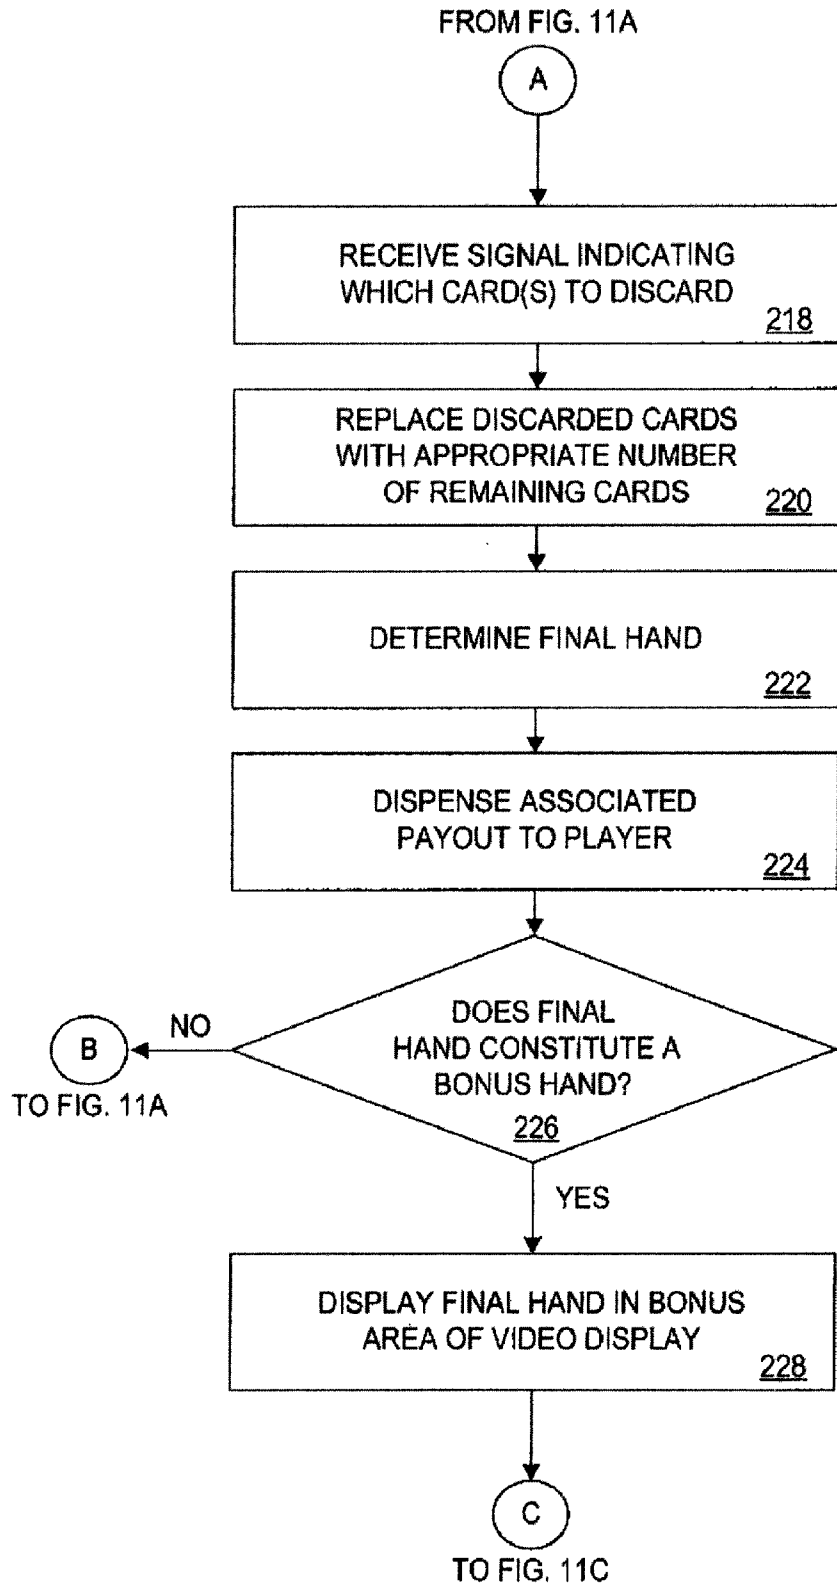 FROM FIG. 11A
A
RECEIVE SIGNAL INDICATING
WHICH CARD(S) TO DISCARD
218
REPLACE DISCARDED CARDS
WITH APPROPRIATE NUMBER
OF REMAINING CARDS
220
DETERMINE FINAL HAND
222
DISPENSE ASSOCIATED
PAYOUT TO PLAYER
224
DOES FINAL
HAND CONSTITUTE A
BONUS HAND?
226
NO
B
TO FIG. 11A
YES
DISPLAY FINAL HAND IN BONUS
AREA OF VIDEO DISPLAY
228
C
TO FIG. 11C